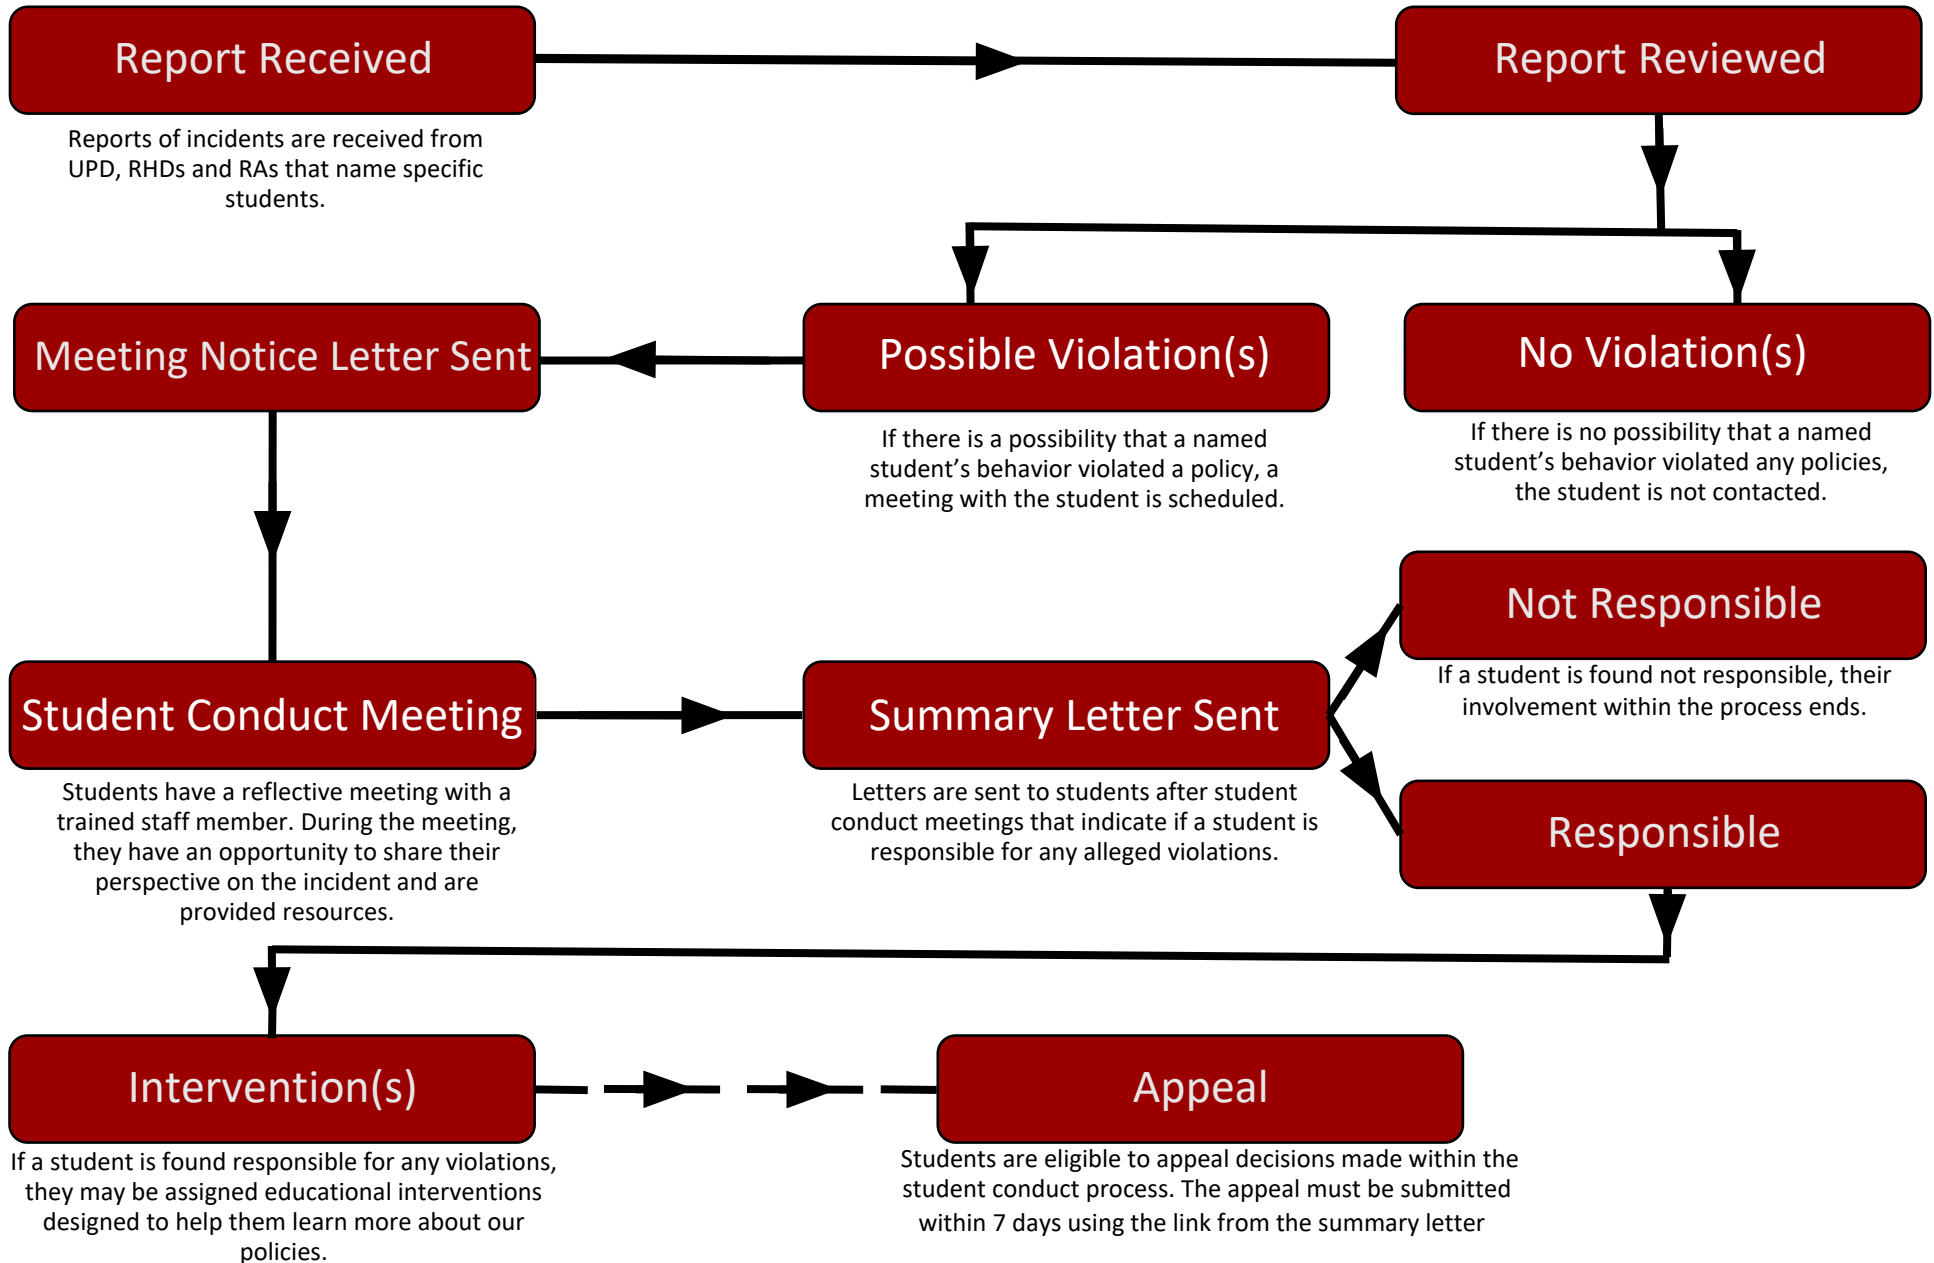 Report Received
Reports of incidents are received from
UPD, RHDs and RAs that name specific
students.
Report Reviewed
Meeting Notice Letter Sent
Possible Violation(s)
If there is a possibility that a named
student’s behavior violated a policy, a
meeting with the student is scheduled.
No Violation(s)
If there is no possibility that a named
student’s behavior violated any policies,
the student is not contacted.
Student Conduct Meeting
Students have a reflective meeting with a
trained staff member. During the meeting,
they have an opportunity to share their
perspective on the incident and are
provided resources.
Summary Letter Sent
Letters are sent to students after student
conduct meetings that indicate if a student is
responsible for any alleged violations.
Not Responsible
If a student is found not responsible, their
involvement within the process ends.
Responsible
Intervention(s)
If a student is found responsible for any violations,
they may be assigned educational interventions
designed to help them learn more about our
policies.
Appeal
Students are eligible to appeal decisions made within the
student conduct process. The appeal must be submitted
within 7 days using the link from the summary letter